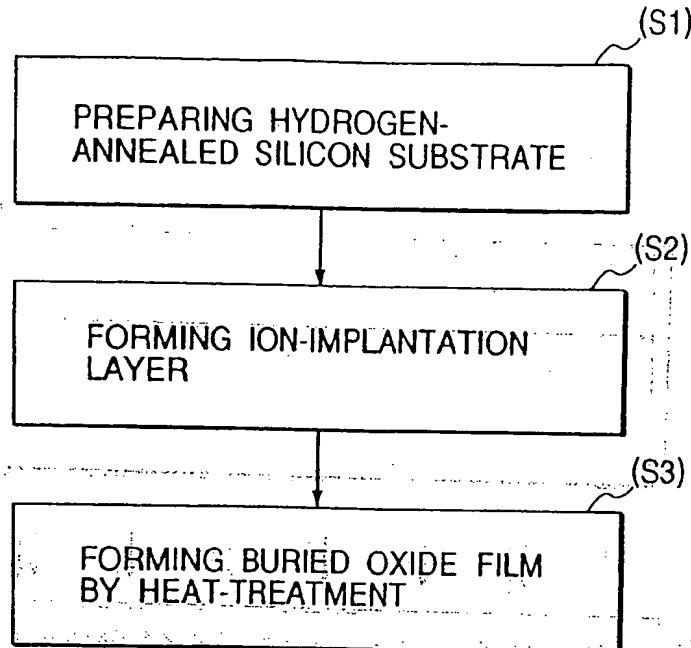 (S1)
PREPARING HYDROGEN-
ANNEALED SILICON SUBSTRATE
(S2)
FORMING ION-IMPLANTATION
LAYER
(S3)
FORMING BURIED OXIDE FILM
BY HEAT-TREATMENT